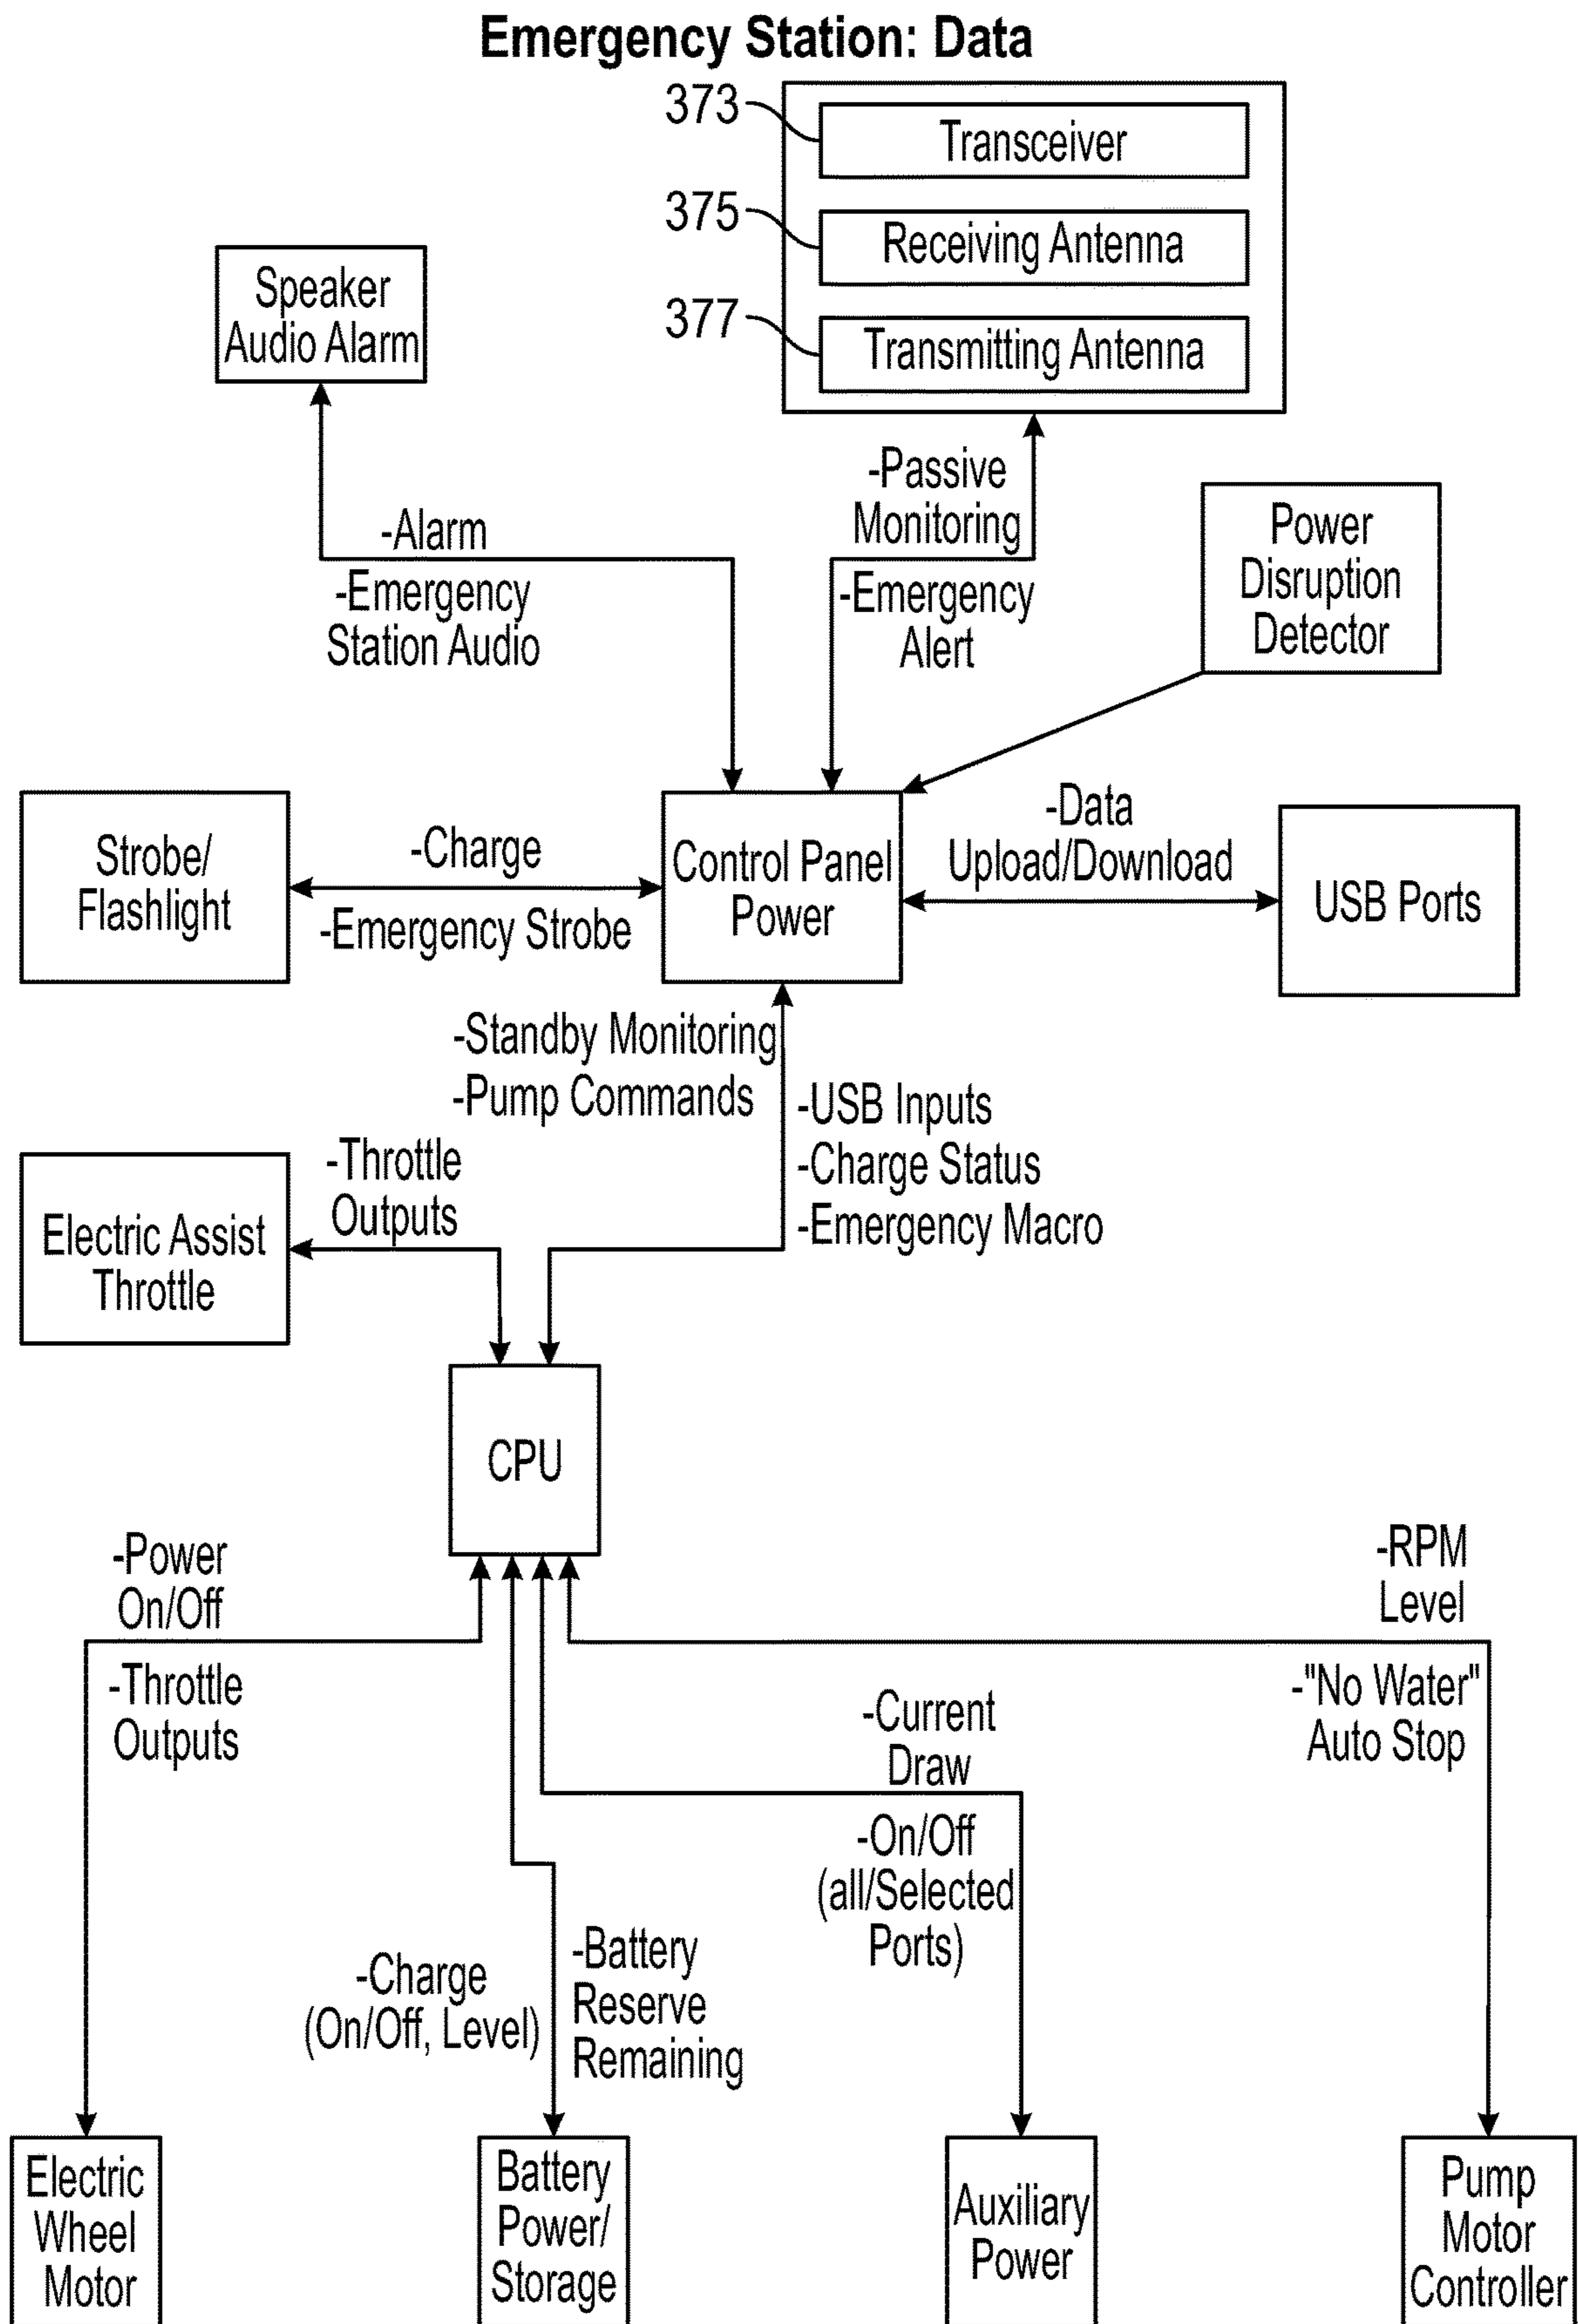 Emergency Station: Data
373
Transceiver
375
Receiving Antenna
377
Transmitting Antenna
Speaker
Audio Alarm
-Passive
Monitoring
-Emergency
Alert
-Alarm
-Emergency
Station Audio
Power
Disruption
Detector
Strobe/
Flashlight
-Charge
-Emergency Strobe
Control Panel
Power
-Data
Upload/Download
USB Ports
-Standby Monitoring
-Pump Commands
-USB Inputs
-Charge Status
-Emergency Macro
-Throttle
Outputs
Electric Assist
Throttle
CPU
-Power
On/Off
-Throttle
Outputs
-RPM
Level
-"No Water"
Auto Stop
-Current
Draw
-On/Off
(all/Selected
Ports)
-Charge
(On/Off, Level)
-Battery
Reserve
Remaining
Electric
Wheel
Motor
Battery
Power/
Storage
Auxiliary
Power
Pump
Motor
Controller